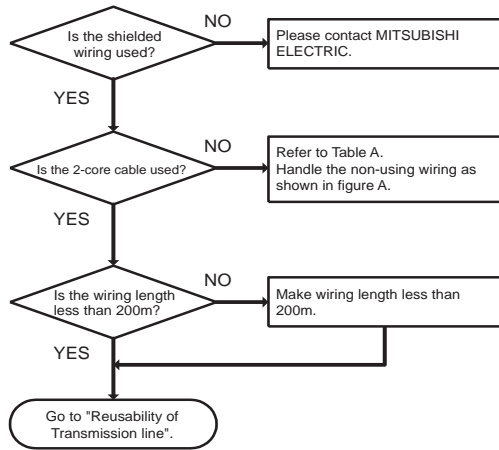 Is the shielded
wiring used?
NO
Please contact MITSUBISHI
ELECTRIC.
YES
Is the 2-core cable used?
NO
Refer to Table A.
Handle the non-using wiring as
shown in figure A.
YES
Is the wiring length
less than 200m?
NO
Make wiring length less than
200m.
YES
Go to "Reusability of
Transmission line".